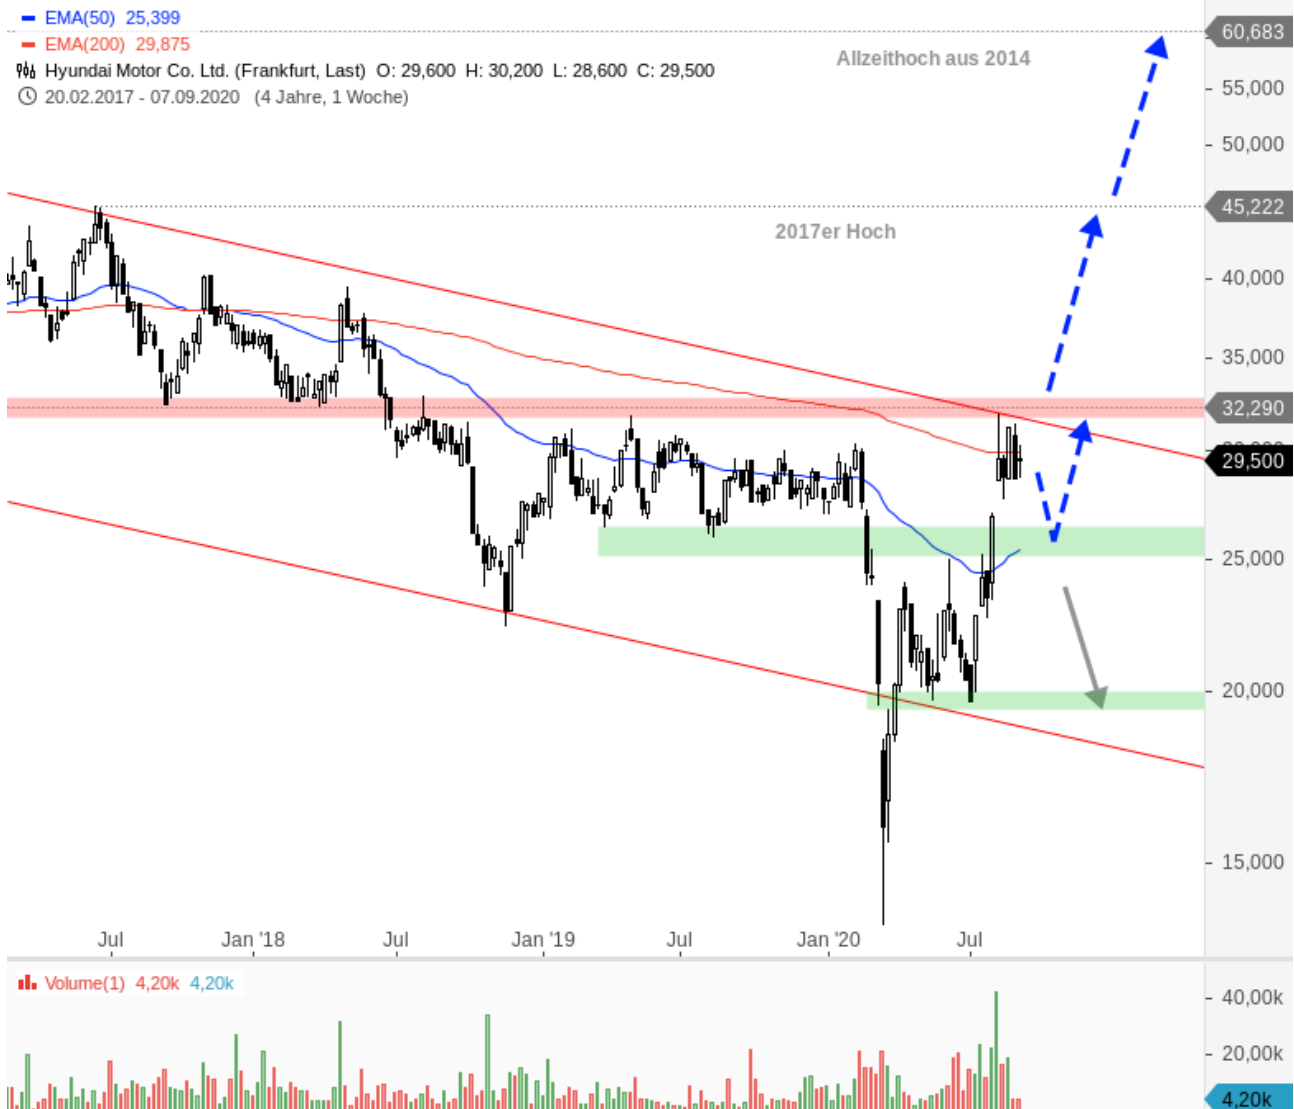 EMA(50) 25,399
EMA(200) 29,875
Hyundai Motor Co. Ltd. (Frankfurt, Last) O: 29,600 H: 30,200 L: 28,600 C: 29,500
20.02.2017 - 07.09.2020 (4 Jahre, 1 Woche)
Allzeithoch aus 2014
2017er Hoch
60,683
55,000
50,000
45,222
40,000
35,000
32,290
29,500
25,000
20,000
15,000
Jul Jan '18 Jul Jan '19 Jul Jan '20 Jul
Volume(1) 4,20k 4,20k
40,00k
20,00k
4,20k